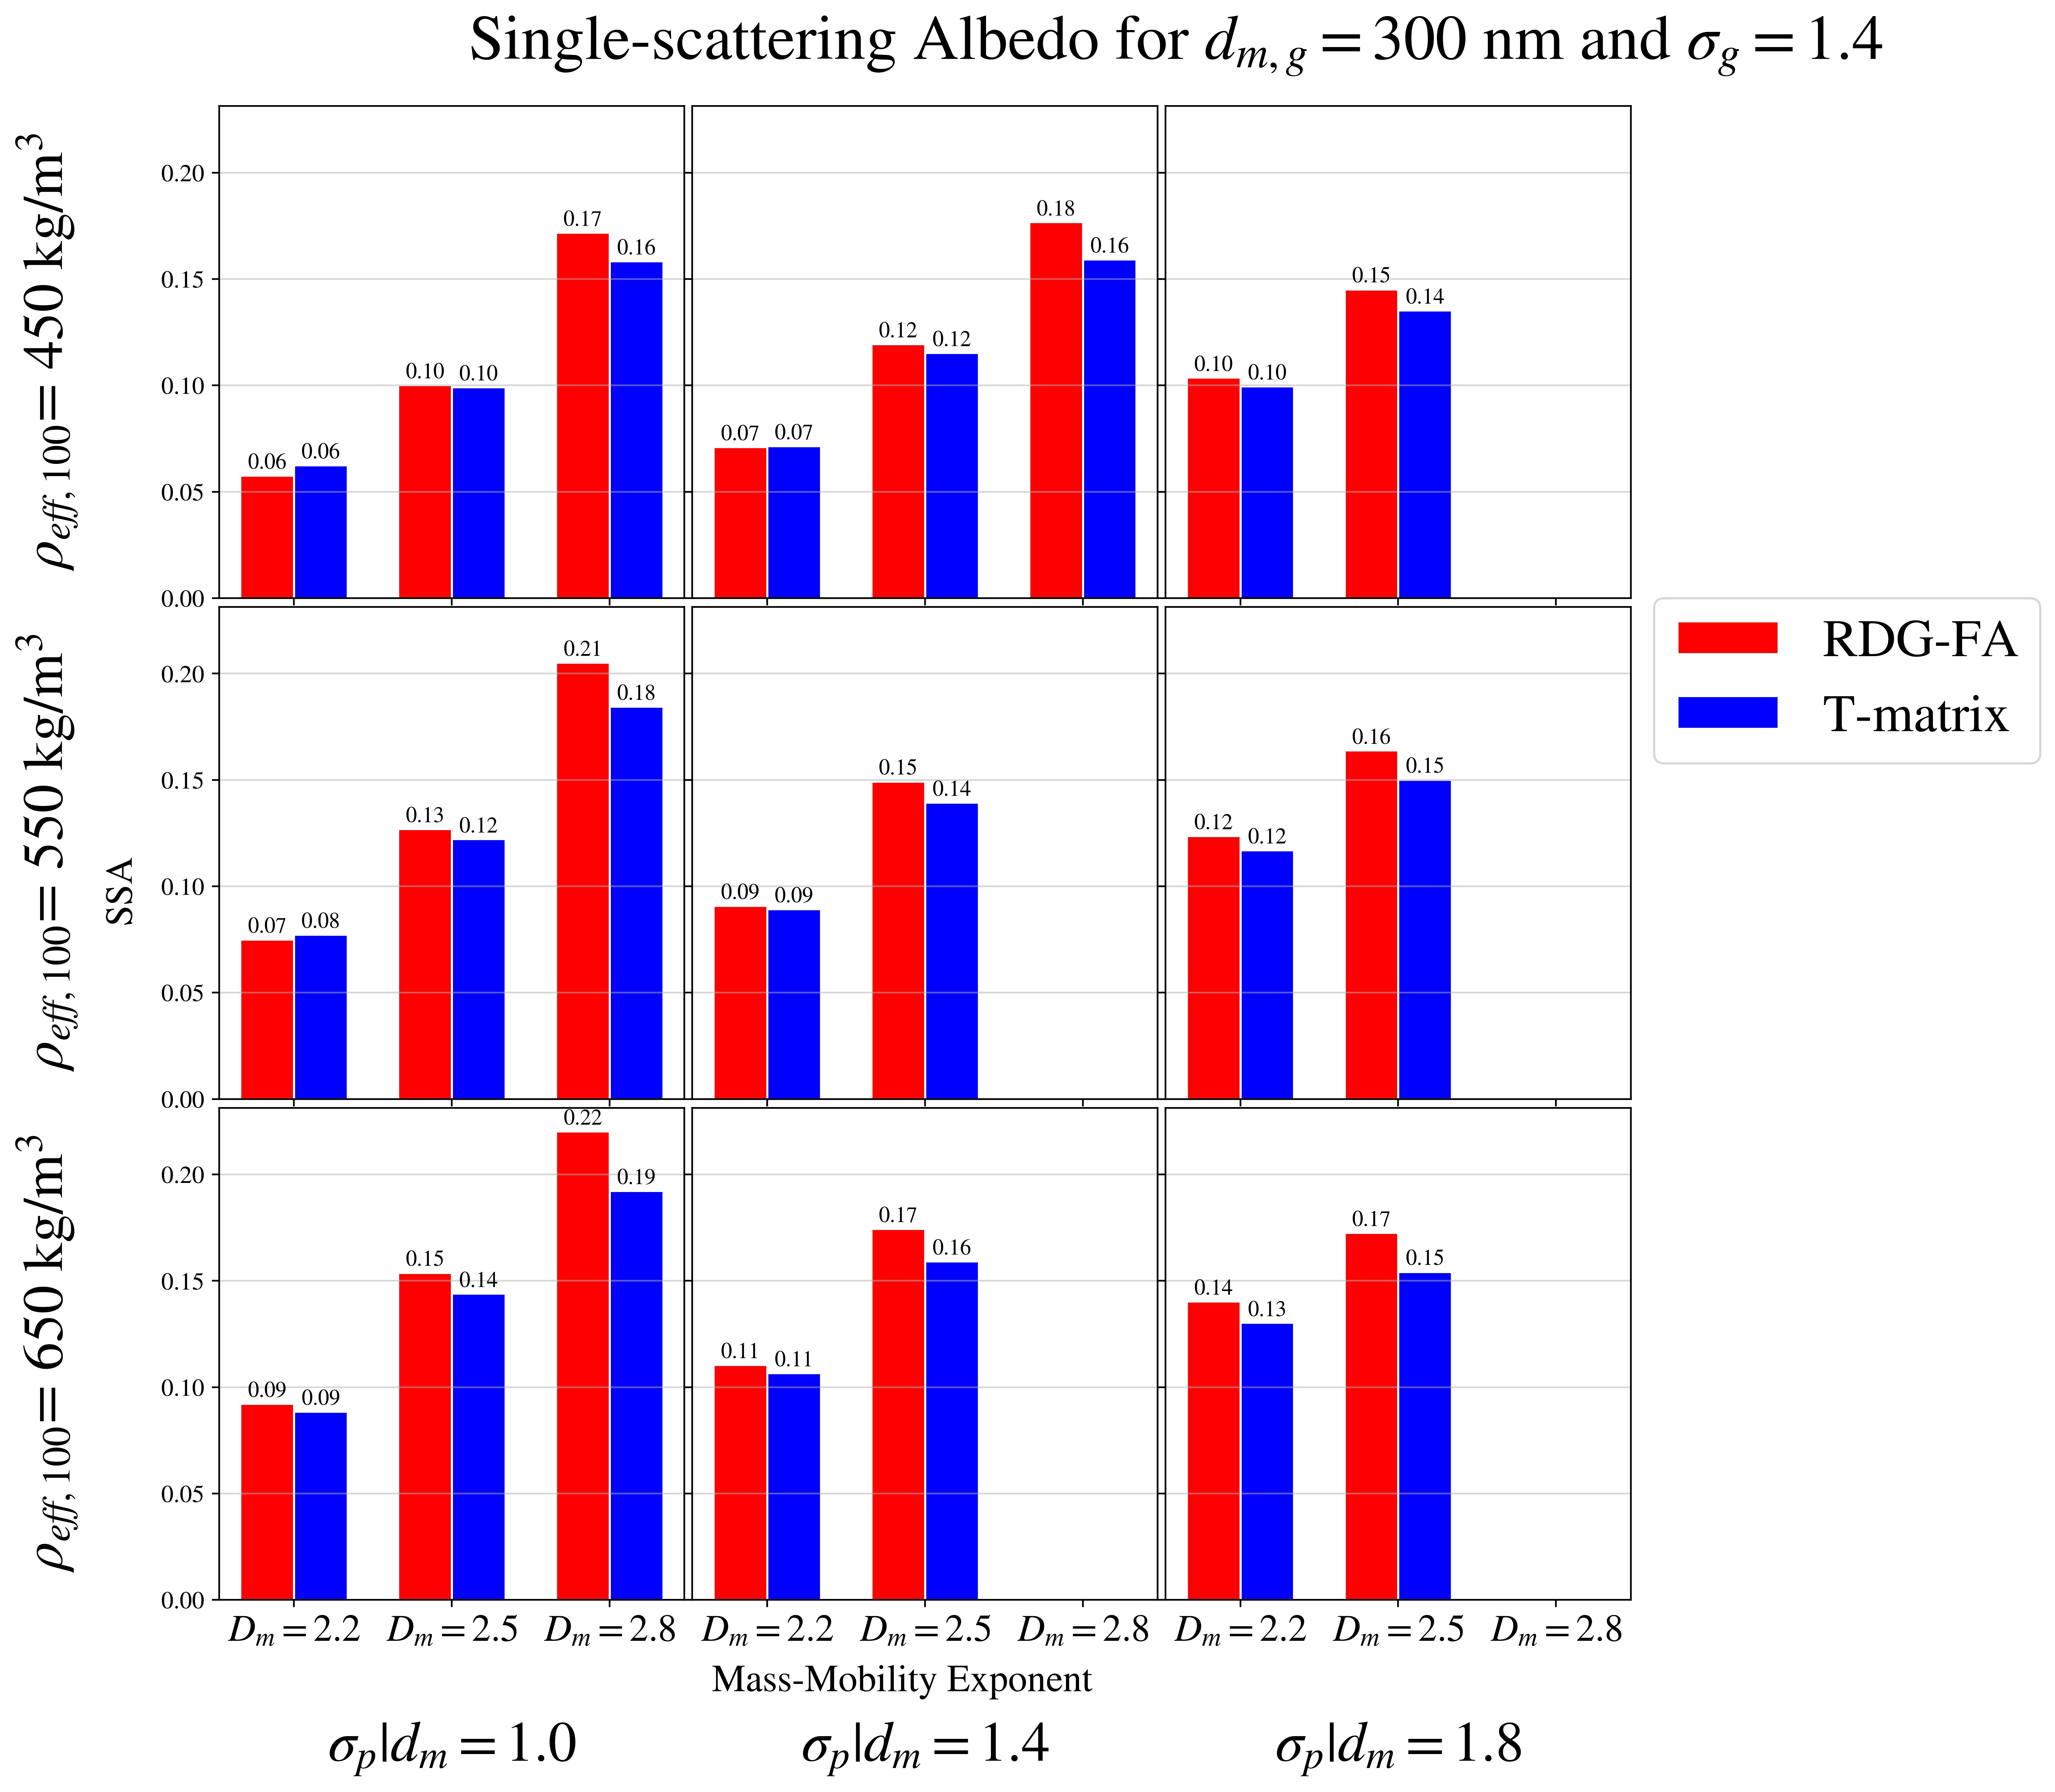 Single-scattering Albedo for d_{m,g} = 300 nm and σ_g = 1.4
ρ_{eff,100} = 450 kg/m³
0.20
0.15
0.10
0.05
0.00
0.06 0.06 0.10 0.10 0.17 0.16
0.07 0.07 0.12 0.12 0.18 0.16
0.10 0.10 0.15 0.14
ρ_{eff,100} = 550 kg/m³
SSA
0.20
0.15
0.10
0.05
0.00
0.07 0.08 0.13 0.12 0.21 0.18
0.09 0.09 0.15 0.14
0.12 0.12 0.16 0.15
RDG-FA
T-matrix
ρ_{eff,100} = 650 kg/m³
0.20
0.15
0.10
0.05
0.00
0.09 0.09 0.15 0.14 0.22 0.19
0.11 0.11 0.17 0.16
0.14 0.13 0.17 0.15
D_m = 2.2 D_m = 2.5 D_m = 2.8 D_m = 2.2 D_m = 2.5 D_m = 2.8 D_m = 2.2 D_m = 2.5 D_m = 2.8
Mass-Mobility Exponent
σ_p|d_m = 1.0 σ_p|d_m = 1.4 σ_p|d_m = 1.8